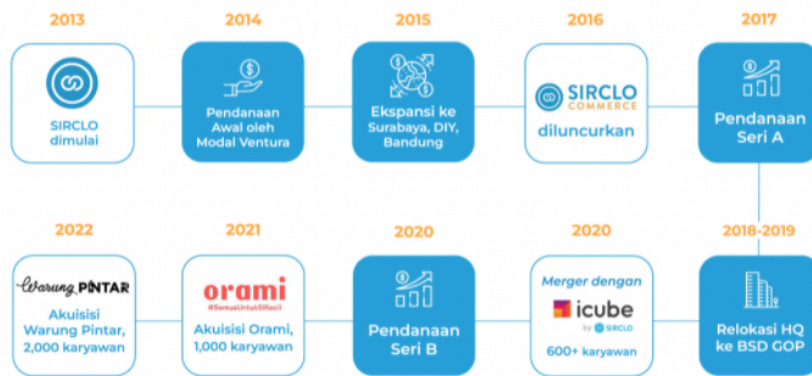 2013
SIRCLO
dimulai
2014
Pendanaan
Awal oleh
Modal Ventura
2015
Ekspansi ke
Surabaya, DIY,
Bandung
2016
SIRCLO
COMMERCE
diluncurkan
2017
Pendanaan
Seri A
2018-2019
Relokasi HQ
ke BSD GOP
2020
Merger dengan
icube
by SIRCLO
600+ karyawan
2020
Pendanaan
Seri B
2021
orami
#SemuaUntukSiKecil
Akuisisi Orami,
1,000 karyawan
2022
Warung PINTAR
Akuisi
Warung Pintar,
2,000 karyawan